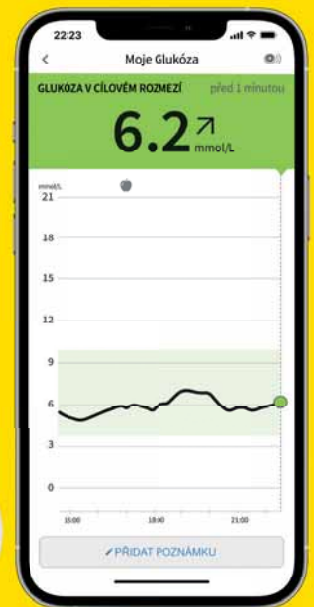 22:23
Moje Glukóza
GLUKÓZA V CÍLOVÉM ROZMEZÍ
před 1 minutou
6.2
mmol/L
mmol/L
21
18
15
12
9
6
3
0
15:00
18:00
21:00
PŘIDAT POZNÁMKU